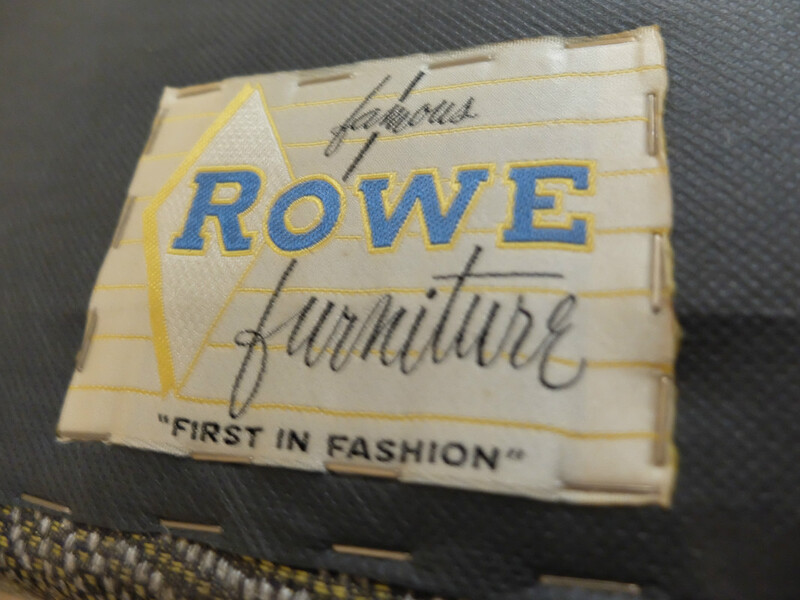 famous
ROWE
furniture
"FIRST IN FASHION"